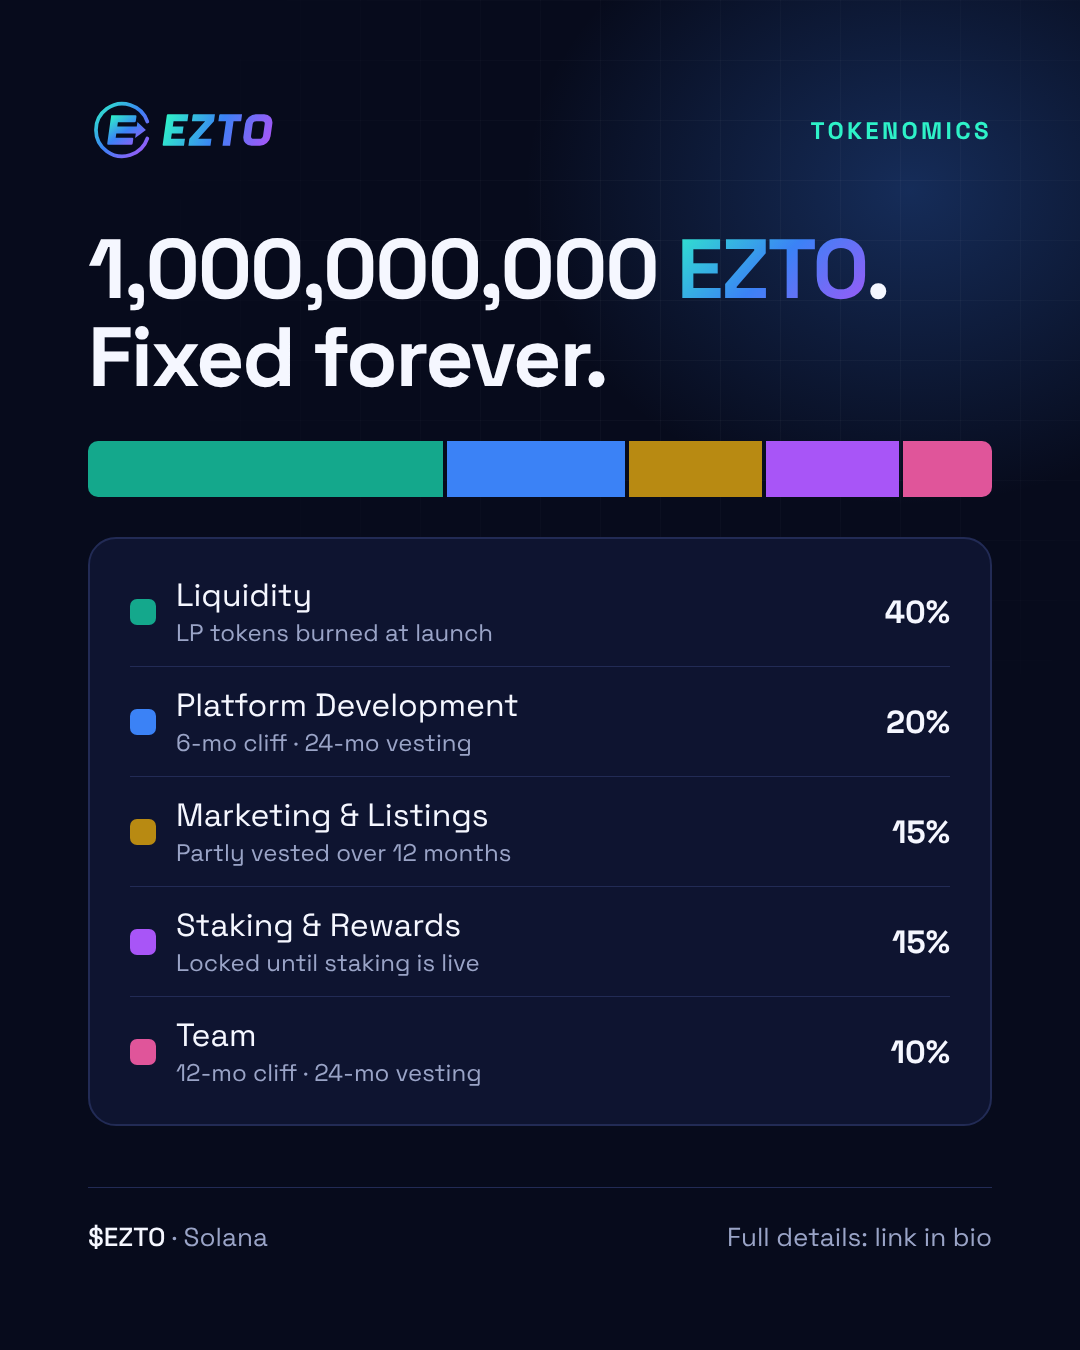 EZTO
TOKENOMICS
1,000,000,000 EZTO.
Fixed forever.
Liquidity
LP tokens burned at launch
40%
Platform Development
6-mo cliff · 24-mo vesting
20%
Marketing & Listings
Partly vested over 12 months
15%
Staking & Rewards
Locked until staking is live
15%
Team
12-mo cliff · 24-mo vesting
10%
$EZTO · Solana
Full details: link in bio